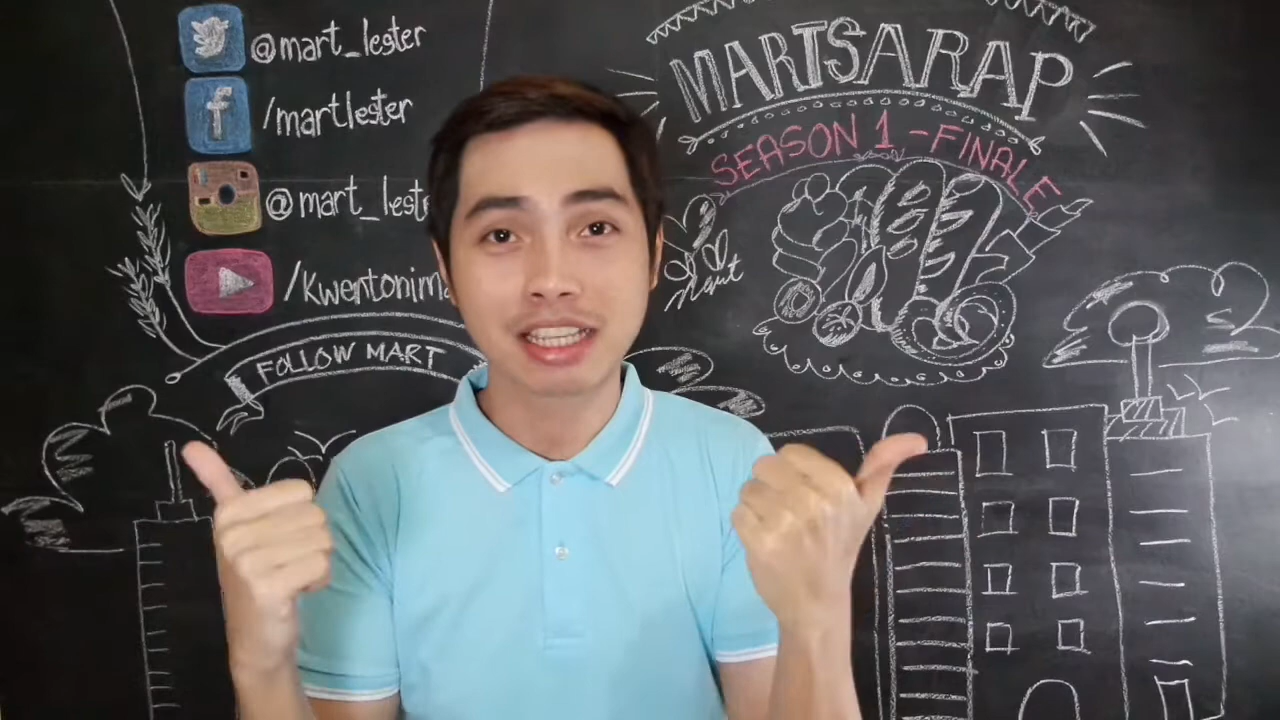 @mart_lester
/martlester
@mart_leste
/Kwentonima
FOLLOW MART
MARTSARAP
SEASON 1 - FINALE